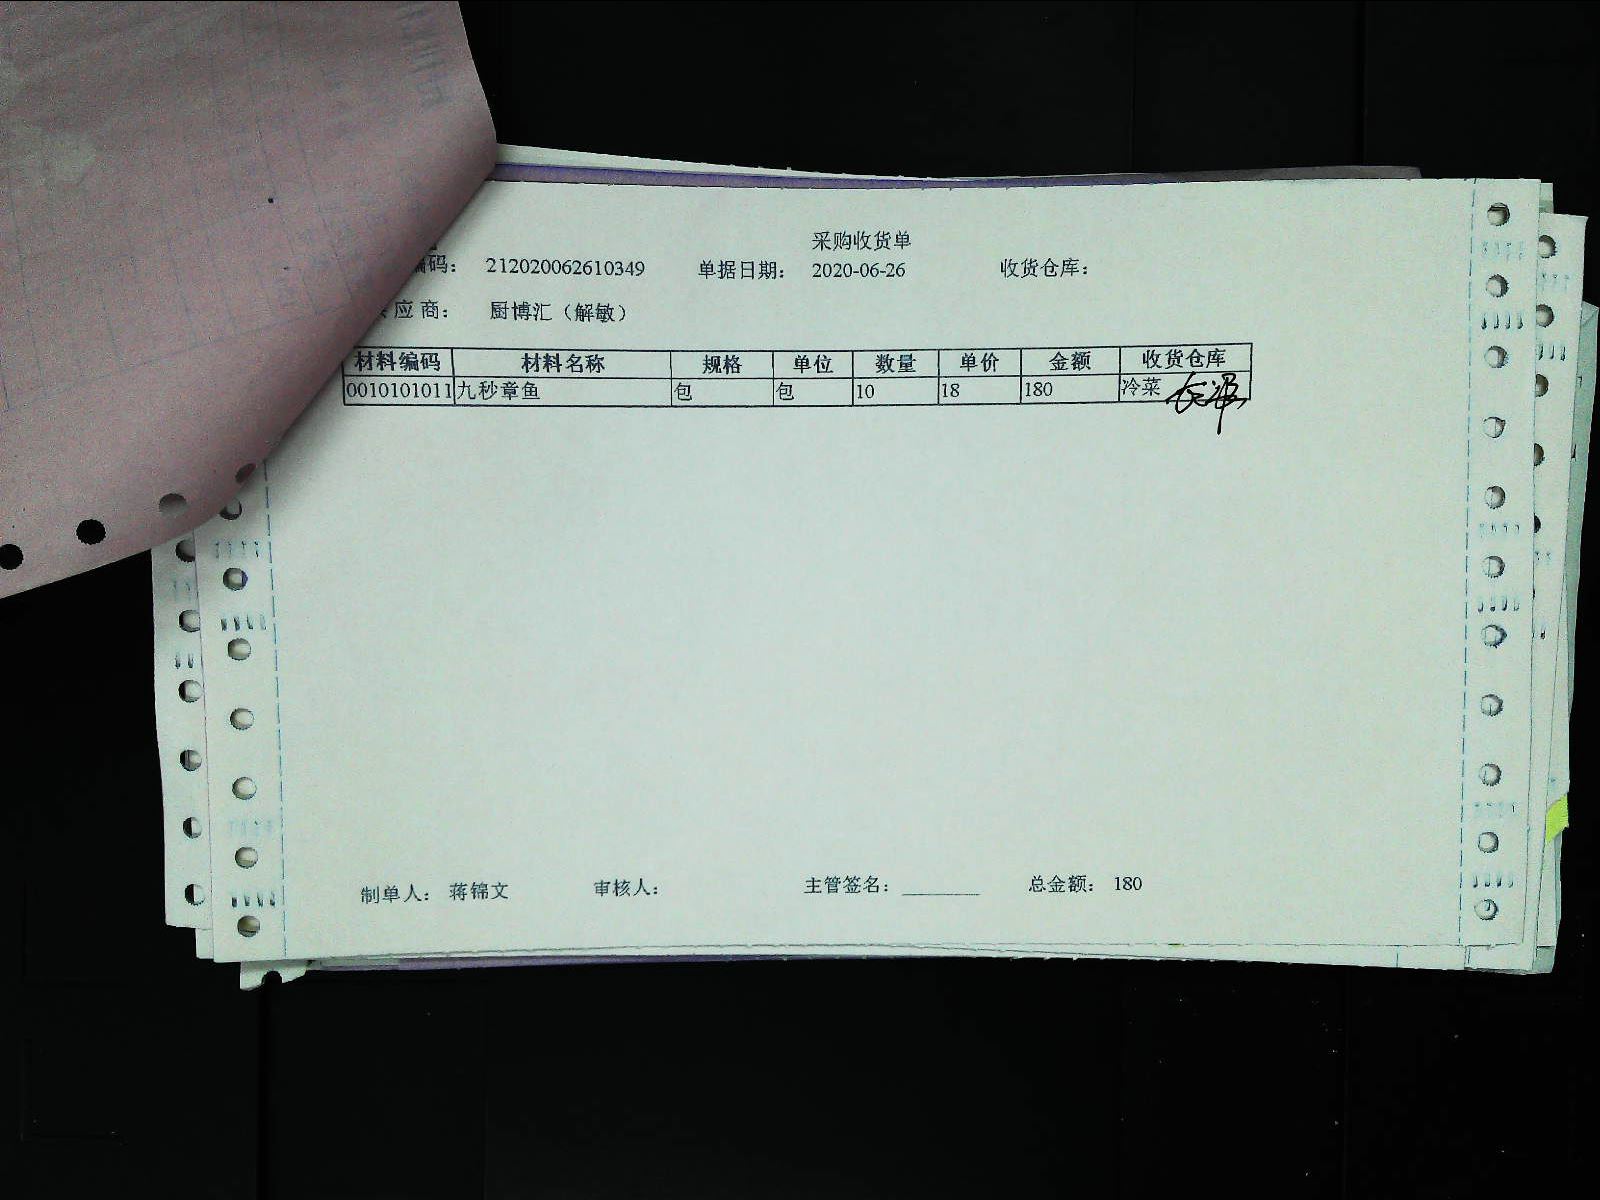 采购收货单
编码： 212020062610349 单据日期： 2020-06-26 收货仓库：
应商： 厨博汇（解敏）
材料编码 材料名称 规格 单位 数量 单价 金额 收货仓库
0010101011 九秒章鱼 包 包 10 18 180 冷菜
制单人： 蒋锦文 审核人： 主管签名：________ 总金额： 180